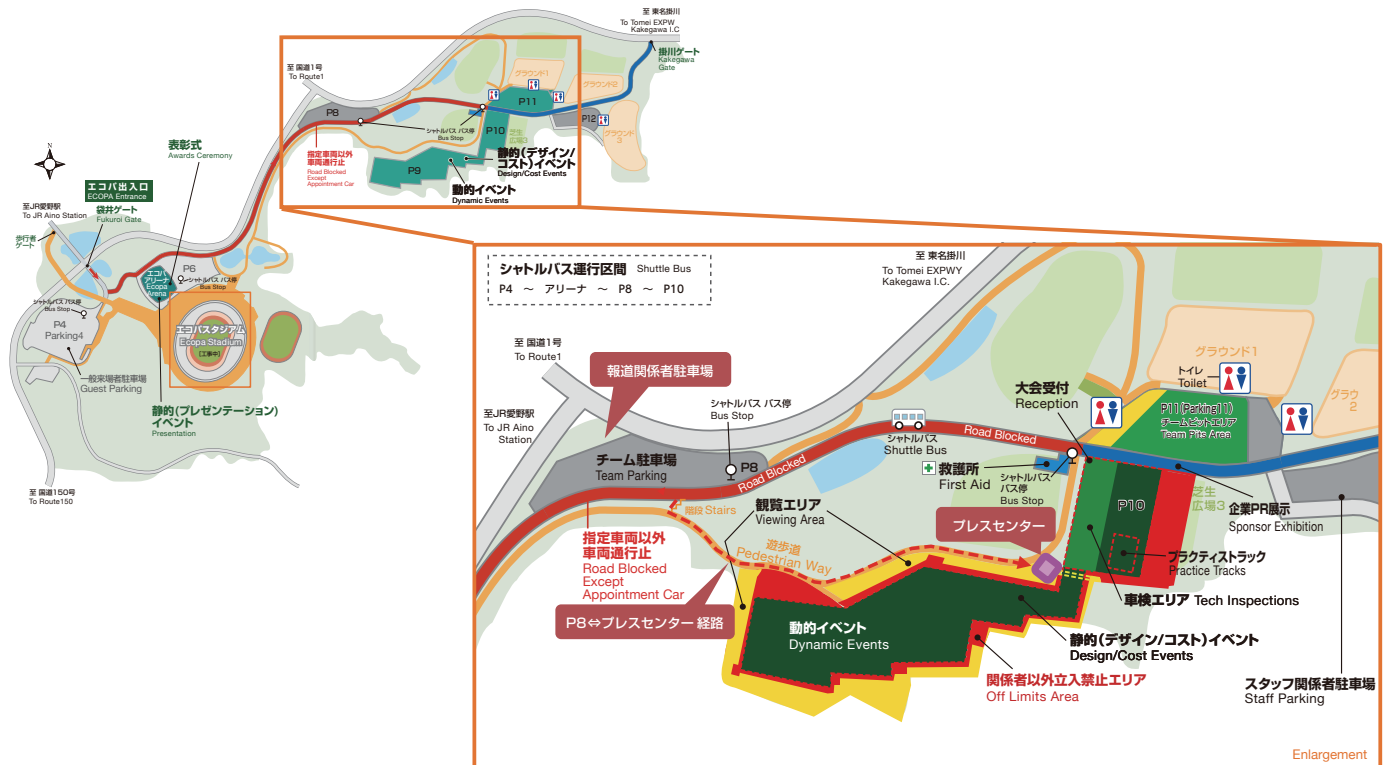 至 東名掛川
To Tomei EXPW
Kakegawa I.C
掛川ゲート
Kakegawa
Gate
至 国道1号
To Route1
グラウンド1
グラウンド2
グラウンド
3
P8
P11
P12
P10
P9
シャトルバス バス停
Bus Stop
芝生
広場3
指定車両以外
車両通行止
Road Blocked
Except
Appointment Car
静的(デザイン/
コスト)イベント
Design/Cost Events
動的イベント
Dynamic Events
N
表彰式
Awards Ceremony
エコパ出入口
ECOPA Entrance
袋井ゲート
Fukuroi Gate
至JR愛野駅
To JR Aino Station
歩行者
ゲート
エコパ
アリーナ
Ecopa
Arena
P6
シャトルバス バス停
Bus Stop
シャトルバス バス停
Bus Stop
P4
Parking4
エコパスタジアム
Ecopa Stadium
[工事中]
一般来場者駐車場
Guest Parking
静的(プレゼンテーション)
イベント
Presentation
至 国道150号
To Route150
シャトルバス運行区間 Shuttle Bus
P4 ～ アリーナ ～ P8 ～ P10
至 東名掛川
To Tomei EXPWY
Kakegawa I.C.
至 国道1号
To Route1
報道関係者駐車場
至JR愛野駅
To JR Aino
Station
シャトルバス バス停
Bus Stop
チーム駐車場
Team Parking
P8
Road Blocked
Road Blocked
シャトルバス
Shuttle Bus
救護所
First Aid
シャトルバス
バス停
Bus Stop
大会受付
Reception
グラウンド1
トイレ
Toilet
グラウ
2
P11(Parking11)
チームピットエリア
Team Pits Area
P10
芝生
広場3
企業PR展示
Sponsor Exhibition
プラクティストラック
Practice Tracks
車検エリア Tech Inspections
階段 Stairs
観覧エリア
Viewing Area
遊歩道
Pedestrian Way
プレスセンター
指定車両以外
車両通行止
Road Blocked
Except
Appointment Car
P8⇔プレスセンター 経路
動的イベント
Dynamic Events
静的(デザイン/コスト)イベント
Design/Cost Events
関係者以外立入禁止エリア
Off Limits Area
スタッフ関係者駐車場
Staff Parking
Enlargement